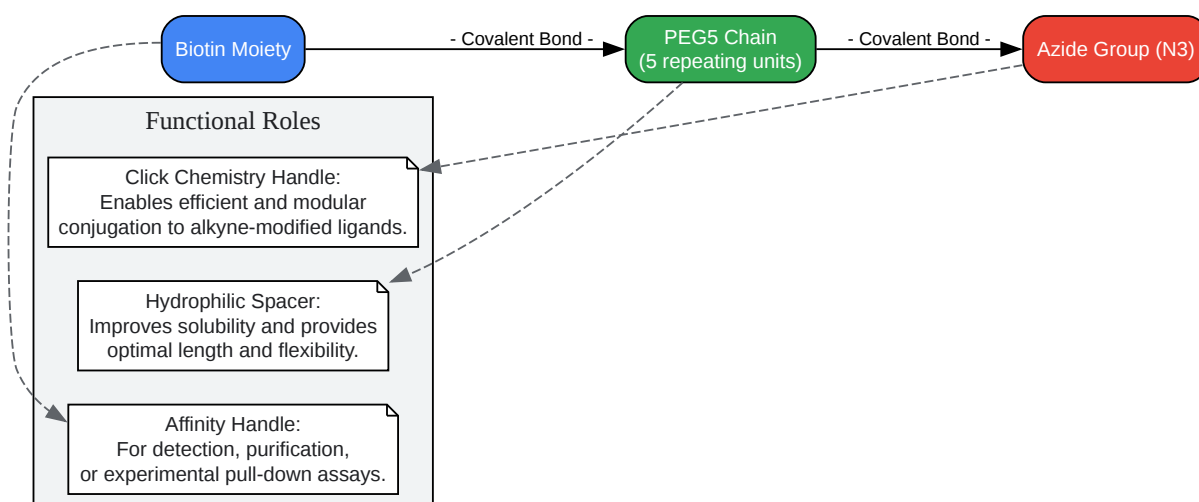 Biotin Moiety
- Covalent Bond -
PEG5 Chain
(5 repeating units)
- Covalent Bond -
Azide Group (N3)
Functional Roles
Click Chemistry Handle:
Enables efficient and modular
conjugation to alkyne-modified ligands.
Hydrophilic Spacer:
Improves solubility and provides
optimal length and flexibility.
Affinity Handle:
For detection, purification,
or experimental pull-down assays.